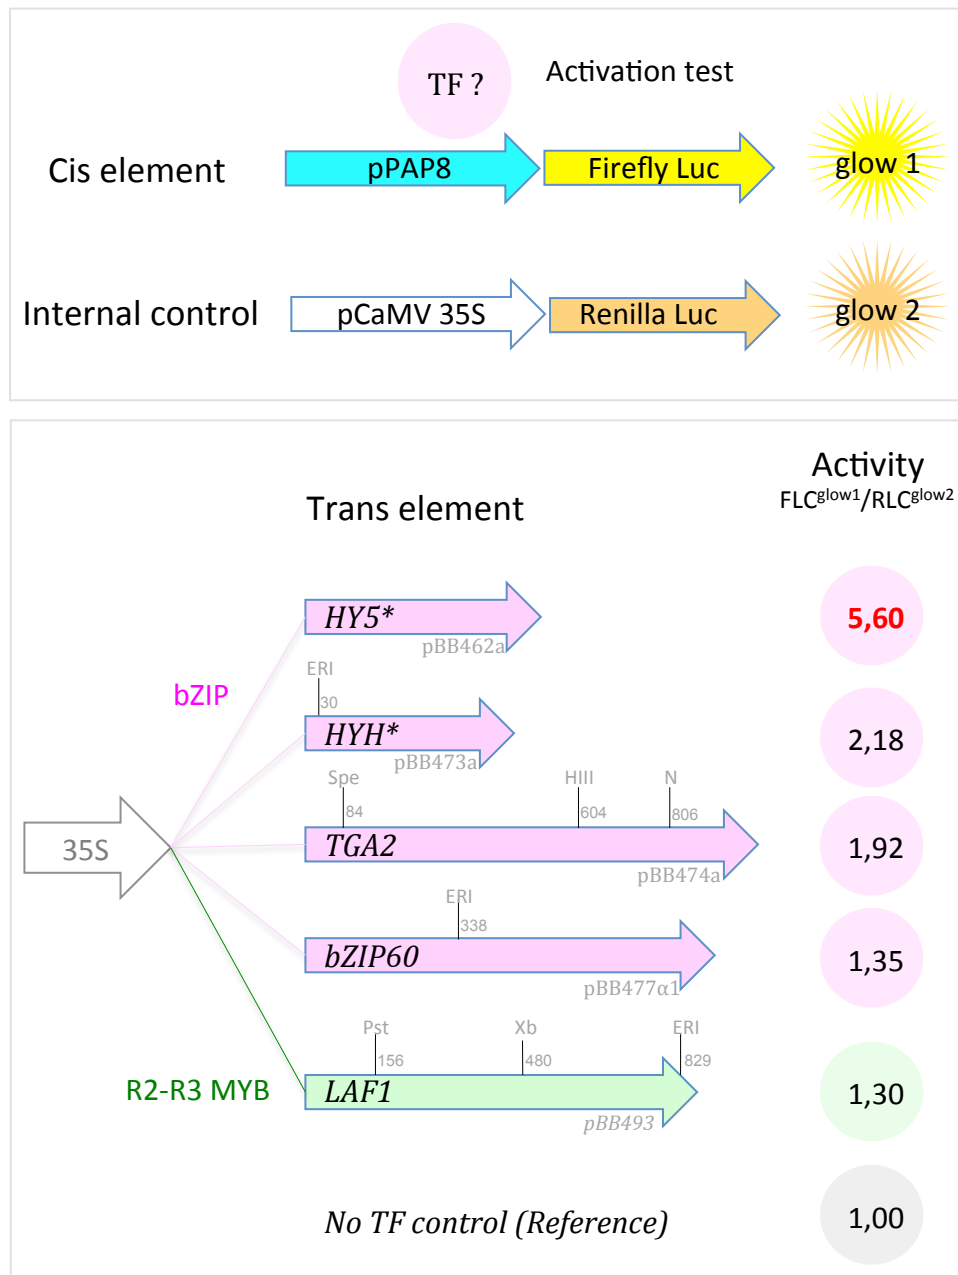 TF ?
Activation test
Cis element
pPAP8
Firefly Luc
glow 1
Internal control
pCaMV 35S
Renilla Luc
glow 2
Activity
FLCglow1/RLCglow2
Trans element
HY5*
pBB462a
5,60
bZIP
ERI
30
HYH*
pBB473a
2,18
Spe
84
HIII
604
N
806
35S
TGA2
pBB474a
1,92
ERI
338
bZIP60
pBB477α1
1,35
Pst
156
Xb
480
ERI
829
R2-R3 MYB
LAF1
pBB493
1,30
No TF control (Reference)
1,00